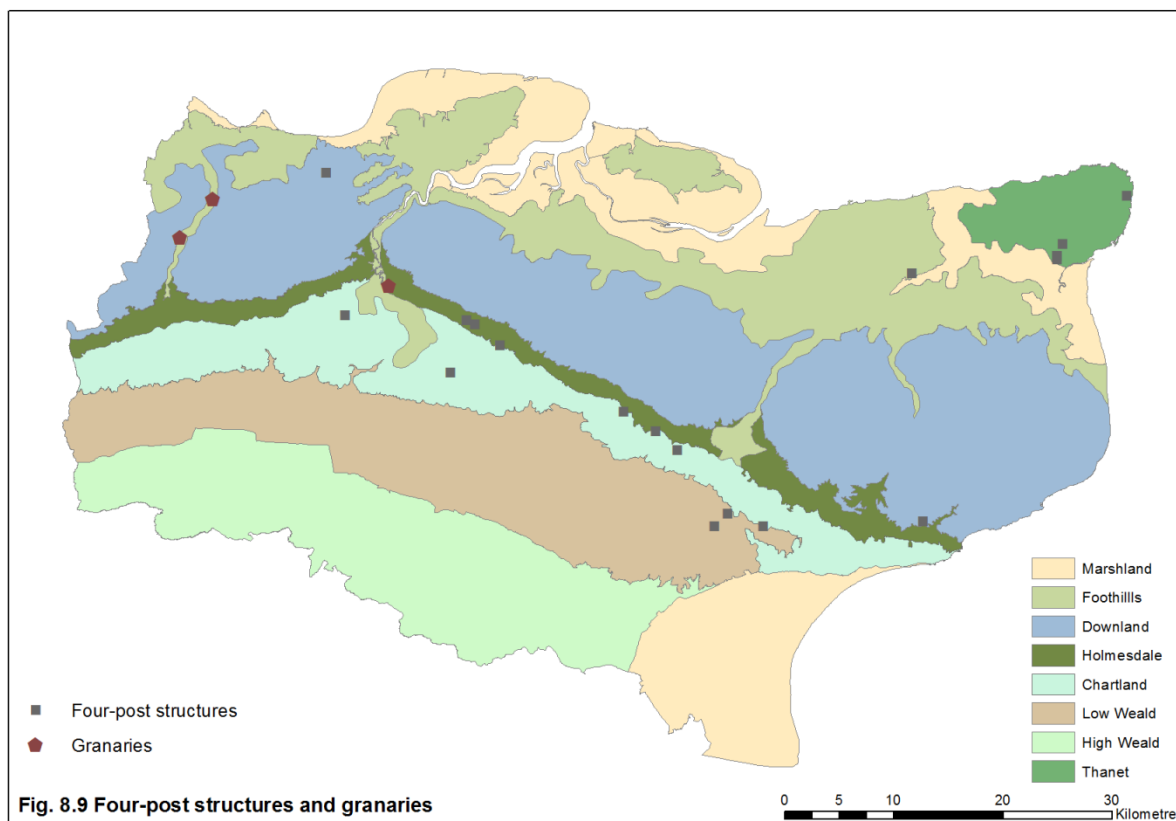 Marshland
Foothillls
Downland
Holmesdale
Chartland
Low Weald
High Weald
Thanet
Four-post structures
Granaries
Fig. 8.9 Four-post structures and granaries
0 5 10 20 30
Kilometre